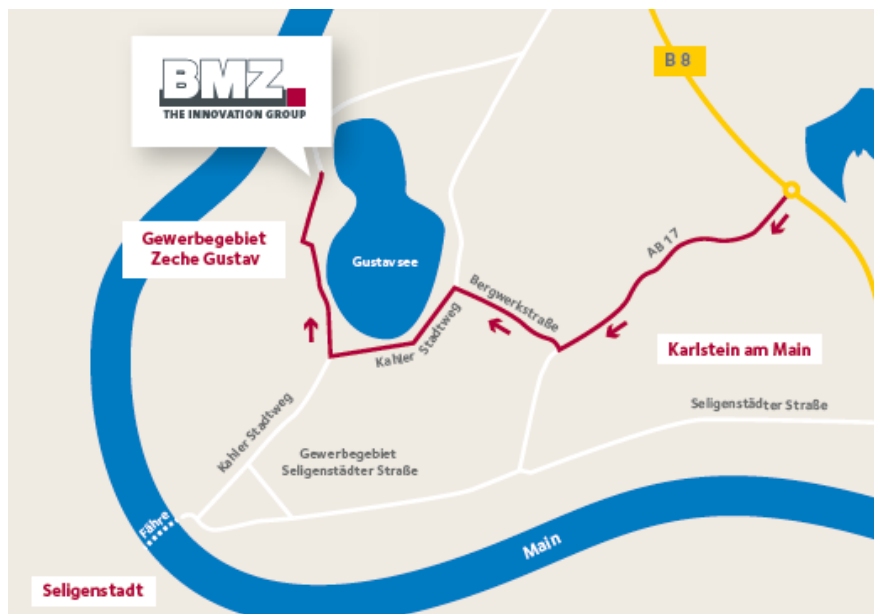 BMZ
THE INNOVATION GROUP
B 8
Gewerbegebiet
Zeche Gustav
Gustavsee
AB 17
Bergwerkstraße
Kahler Stadtweg
Karlstein am Main
Seligenstädter Straße
Kahler Stadtweg
Gewerbegebiet
Seligenstädter Straße
Fähre
Main
Seligenstadt